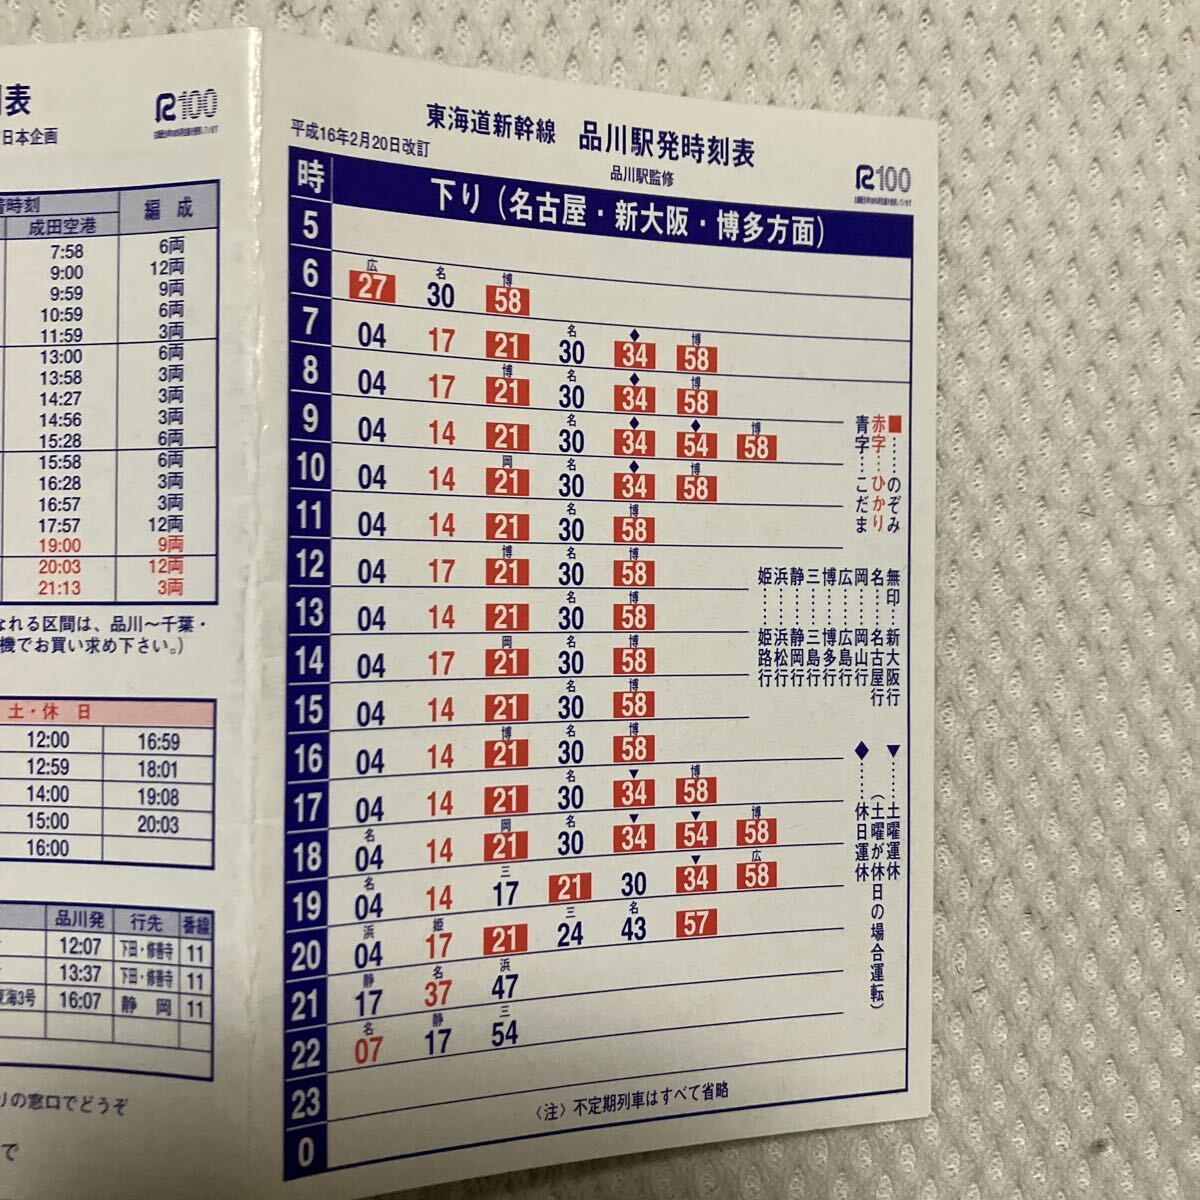 刻表
日本企画
R100
着時刻 編成
成田空港
7:58 6両
9:00 12両
9:59 9両
10:59 6両
11:59 3両
13:00 6両
13:58 3両
14:27 3両
14:56 3両
15:28 6両
15:58 6両
16:28 3両
16:57 3両
17:57 12両
19:00 9両
20:03 12両
21:13 3両
なれる区間は、品川〜千葉・
機でお買い求め下さい。)
土・休日
12:00 16:59
12:59 18:01
14:00 19:08
15:00 20:03
16:00
品川発 行先 番線
12:07 下田・修善寺 11
13:37 下田・修善寺 11
東海3号 16:07 静岡 11
りの窓口でどうぞ
で
東海道新幹線 品川駅発時刻表
平成16年2月20日改訂
品川駅監修
R100
時 下り(名古屋・新大阪・博多方面)
5
広 名 博
6 27 30 58
名 ◆ 博
7 04 17 21 30 34 58
博 名 ◆ 博
8 04 17 21 30 34 58
名 ◆ ◆ 博
9 04 14 21 30 34 54 58
岡 名 ◆ 博
10 04 14 21 30 34 58
名 博
11 04 14 21 30 58
博 名 博
12 04 17 21 30 58
名 博
13 04 14 21 30 58
岡 名 博
14 04 17 21 30 58
名 博
15 04 14 21 30 58
博 名 博
16 04 14 21 30 58
名 ▼ 博
17 04 14 21 30 34 58
名 岡 名 ▼ ▼ 博
18 04 14 21 30 34 54 58
名 三 ▼ 広
19 04 14 17 21 30 34 58
浜 姫 三 名
20 04 17 21 24 43 57
静 名 浜
21 17 37 47
名 静 三
22 07 17 54
23
0
〈注〉不定期列車はすべて省略
■……のぞみ
赤字…ひかり
青字…こだま
無印…新大阪行
名……名古屋行
岡……岡山行
広……広島行
博……博多行
三……三島行
静……静岡行
浜……浜松行
姫……姫路行
▼……土曜運休
(土曜が休日の場合運転)
◆……休日運休